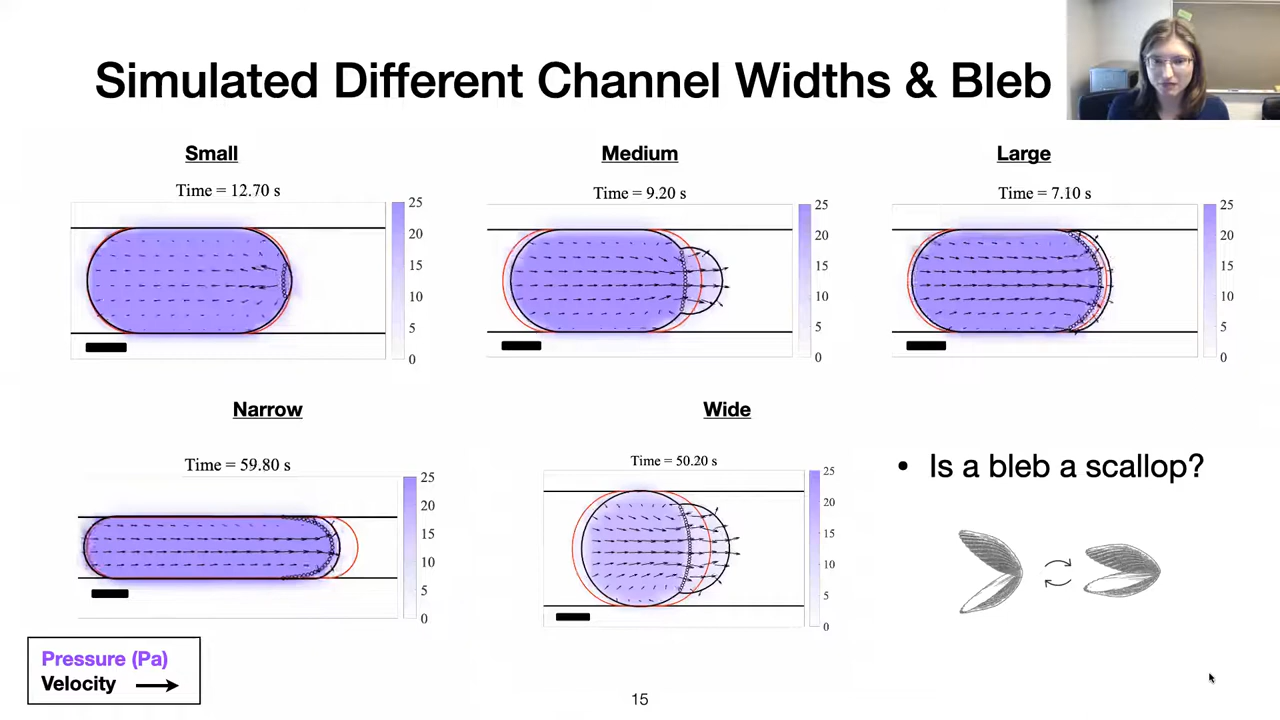 Simulated Different Channel Widths & Bleb
Small
Medium
Large
Time = 12.70 s
Time = 9.20 s
Time = 7.10 s
25
20
15
10
5
0
25
20
15
10
5
0
25
20
15
10
5
0
Narrow
Wide
Time = 59.80 s
Time = 50.20 s
25
20
15
10
5
0
25
20
15
10
5
0
• Is a bleb a scallop?
Pressure (Pa)
Velocity
15